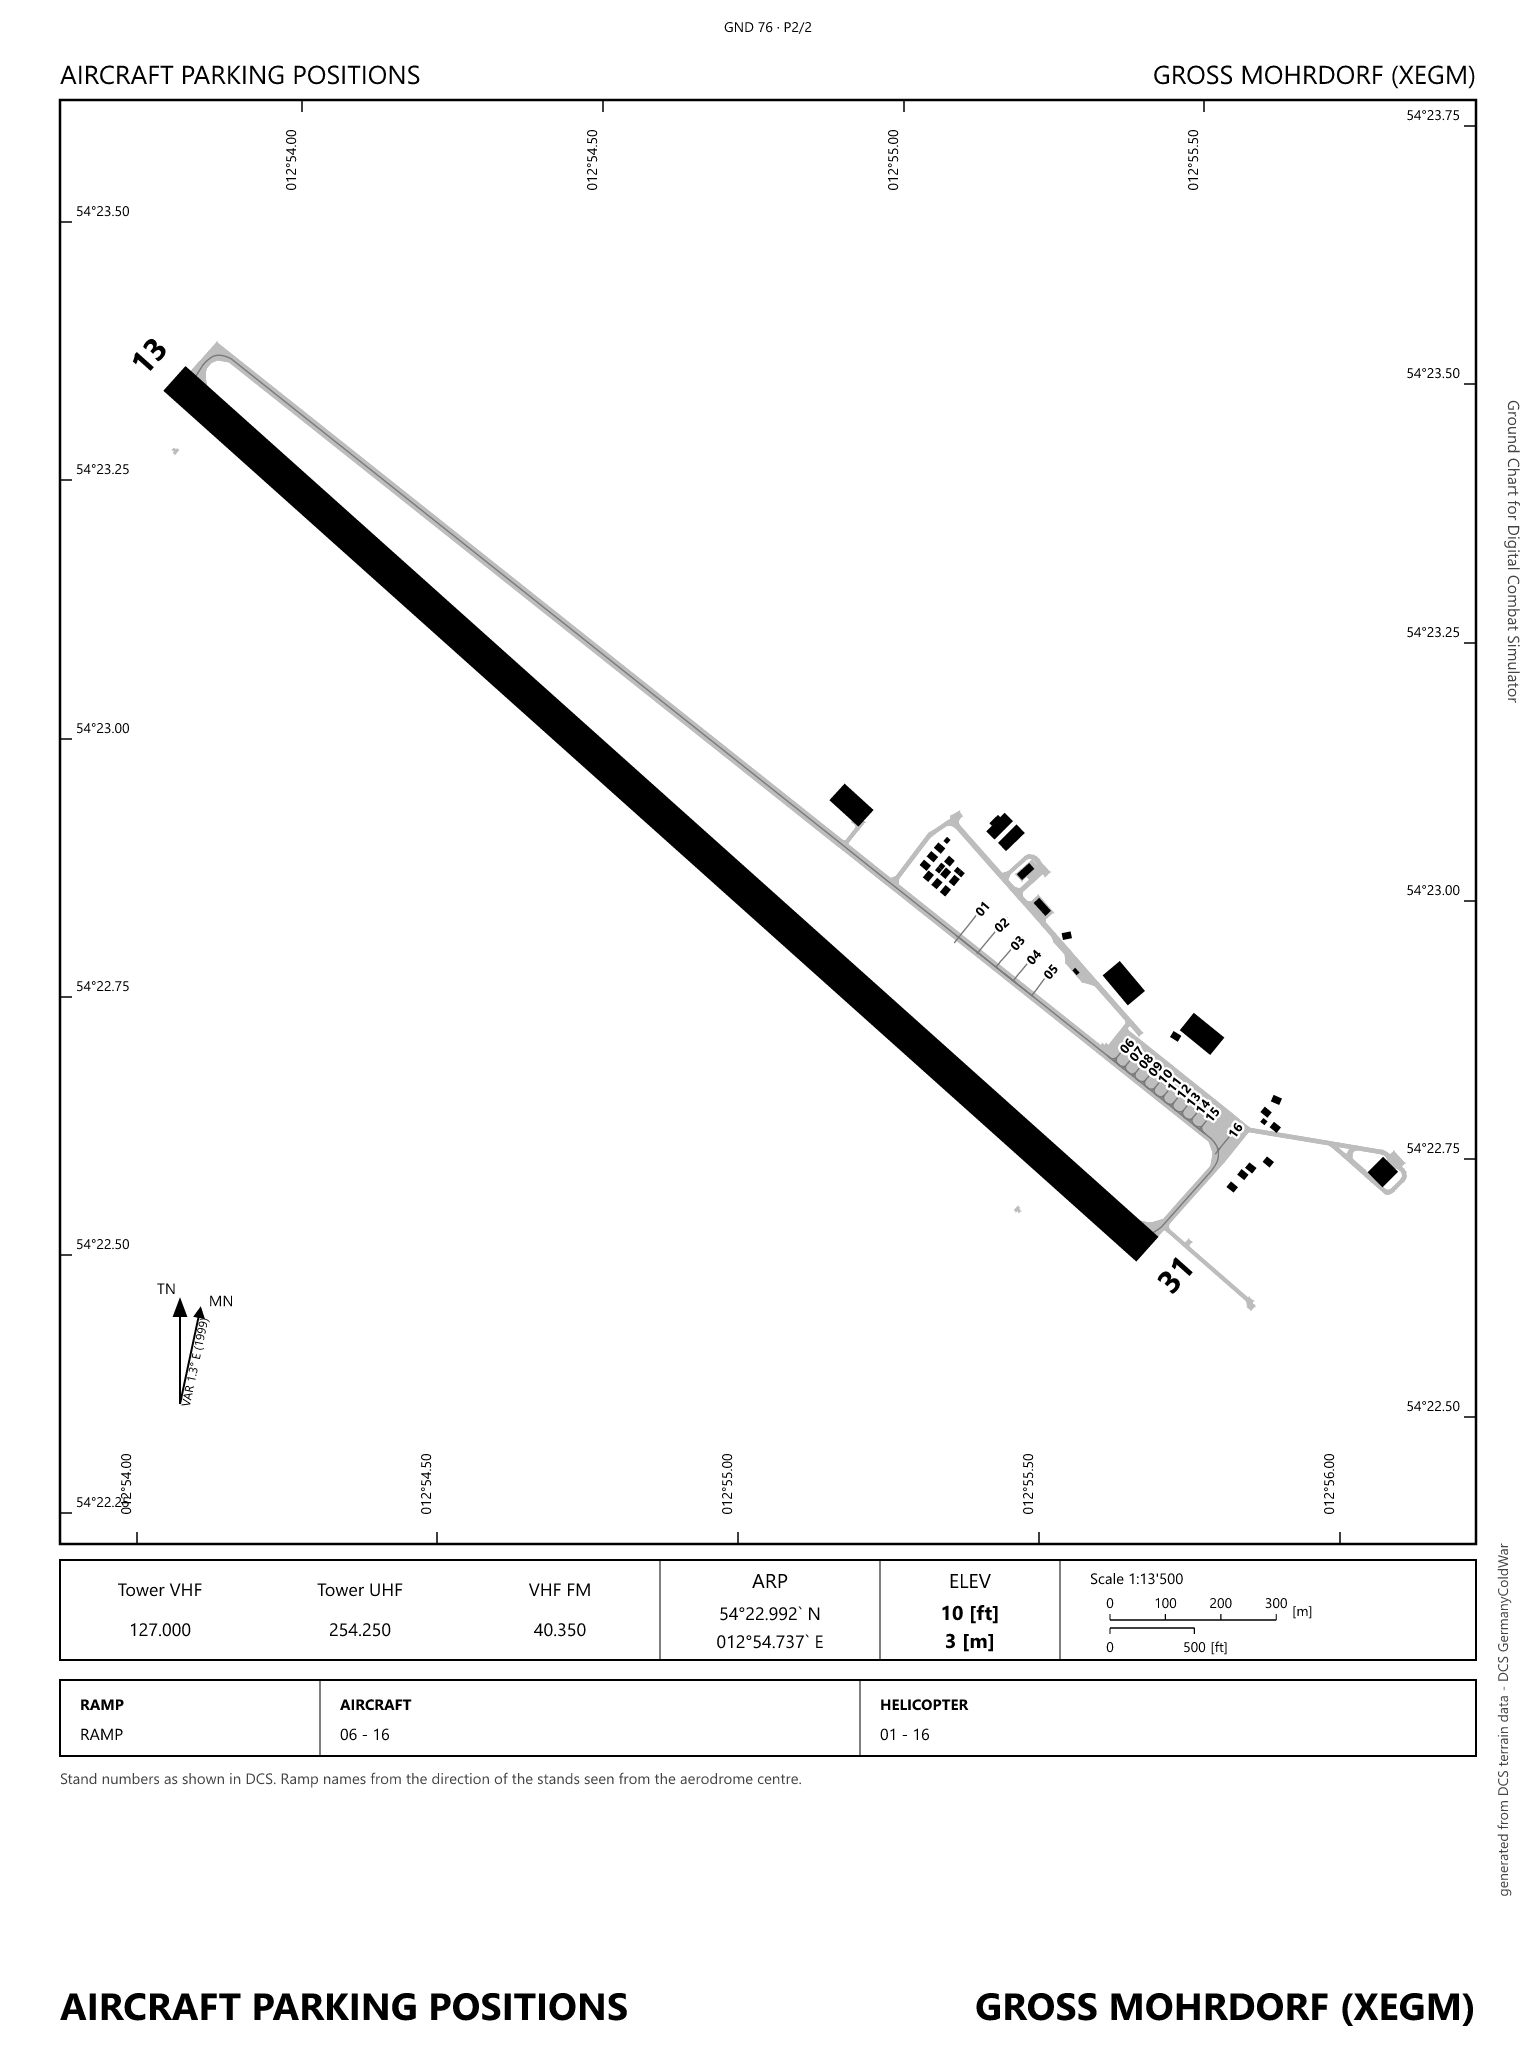 GND 76 · P2/2
AIRCRAFT PARKING POSITIONS
GROSS MOHRDORF (XEGM)
012°54.00
012°54.50
012°55.00
012°55.50
54°23.75
54°23.50
54°23.50
54°23.25
54°23.25
54°23.00
54°23.00
54°22.75
54°22.75
54°22.50
54°22.50
13
01
02
03
04
05
06
07
08
09
10
11
12
13
14
15
16
31
TN
MN
VAR 1.3° E (1999)
012°54.00
012°54.50
012°55.00
012°55.50
012°56.00
Ground Chart for Digital Combat Simulator
Tower VHF
127.000
Tower UHF
254.250
VHF FM
40.350
ARP
54°22.992` N
012°54.737` E
ELEV
10 [ft]
3 [m]
Scale 1:13'500
0 100 200 300 [m]
0 500 [ft]
RAMP AIRCRAFT HELICOPTER
RAMP 06 - 16 01 - 16
Stand numbers as shown in DCS. Ramp names from the direction of the stands seen from the aerodrome centre.
generated from DCS terrain data - DCS GermanyColdWar
AIRCRAFT PARKING POSITIONS
GROSS MOHRDORF (XEGM)